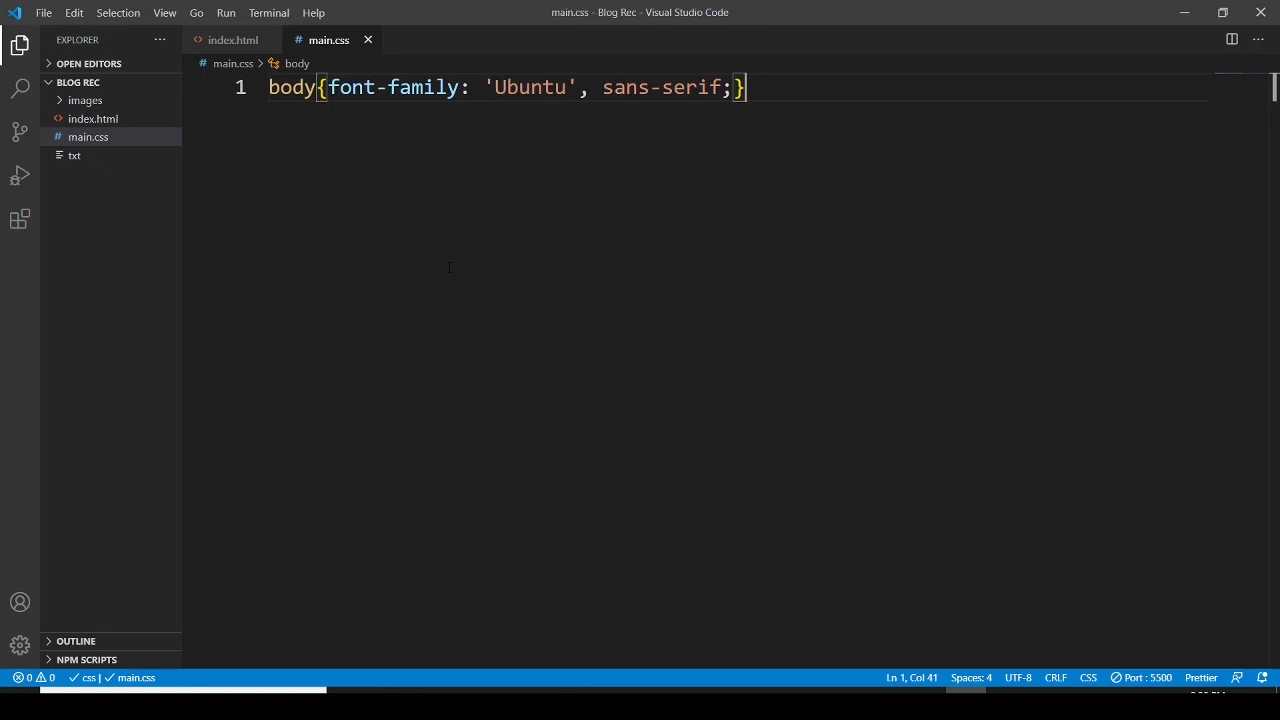 File Edit Selection View Go Run Terminal Help
main.css - Blog Rec - Visual Studio Code
EXPLORER
index.html
main.css
OPEN EDITORS
main.css > body
BLOG REC
1 body{font-family: 'Ubuntu', sans-serif;}
images
index.html
main.css
txt
OUTLINE
NPM SCRIPTS
0 0 css | main.css Ln 1, Col 41 Spaces: 4 UTF-8 CRLF CSS Port : 5500 Prettier